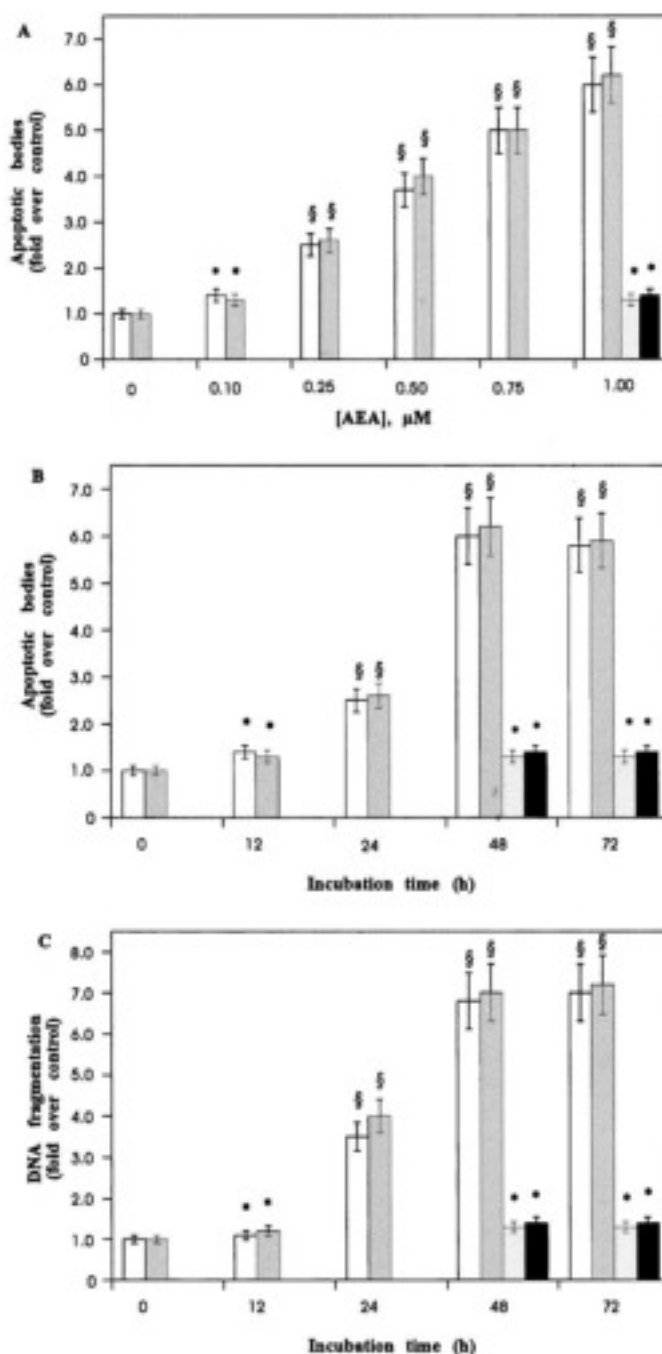 A
Apoptotic bodies
(fold over control)
7.0
6.0
5.0
4.0
3.0
2.0
1.0
0
§ § § § § § § §
* * * *
0 0.10 0.25 0.50 0.75 1.00
[AEA], µM
B
Apoptotic bodies
(fold over control)
7.0
6.0
5.0
4.0
3.0
2.0
1.0
0
§ § § § § §
* * * * * *
0 12 24 48 72
Incubation time (h)
C
DNA fragmentation
(fold over control)
8.0
7.0
6.0
5.0
4.0
3.0
2.0
1.0
0
§ § § § § §
* * * * * *
0 12 24 48 72
Incubation time (h)